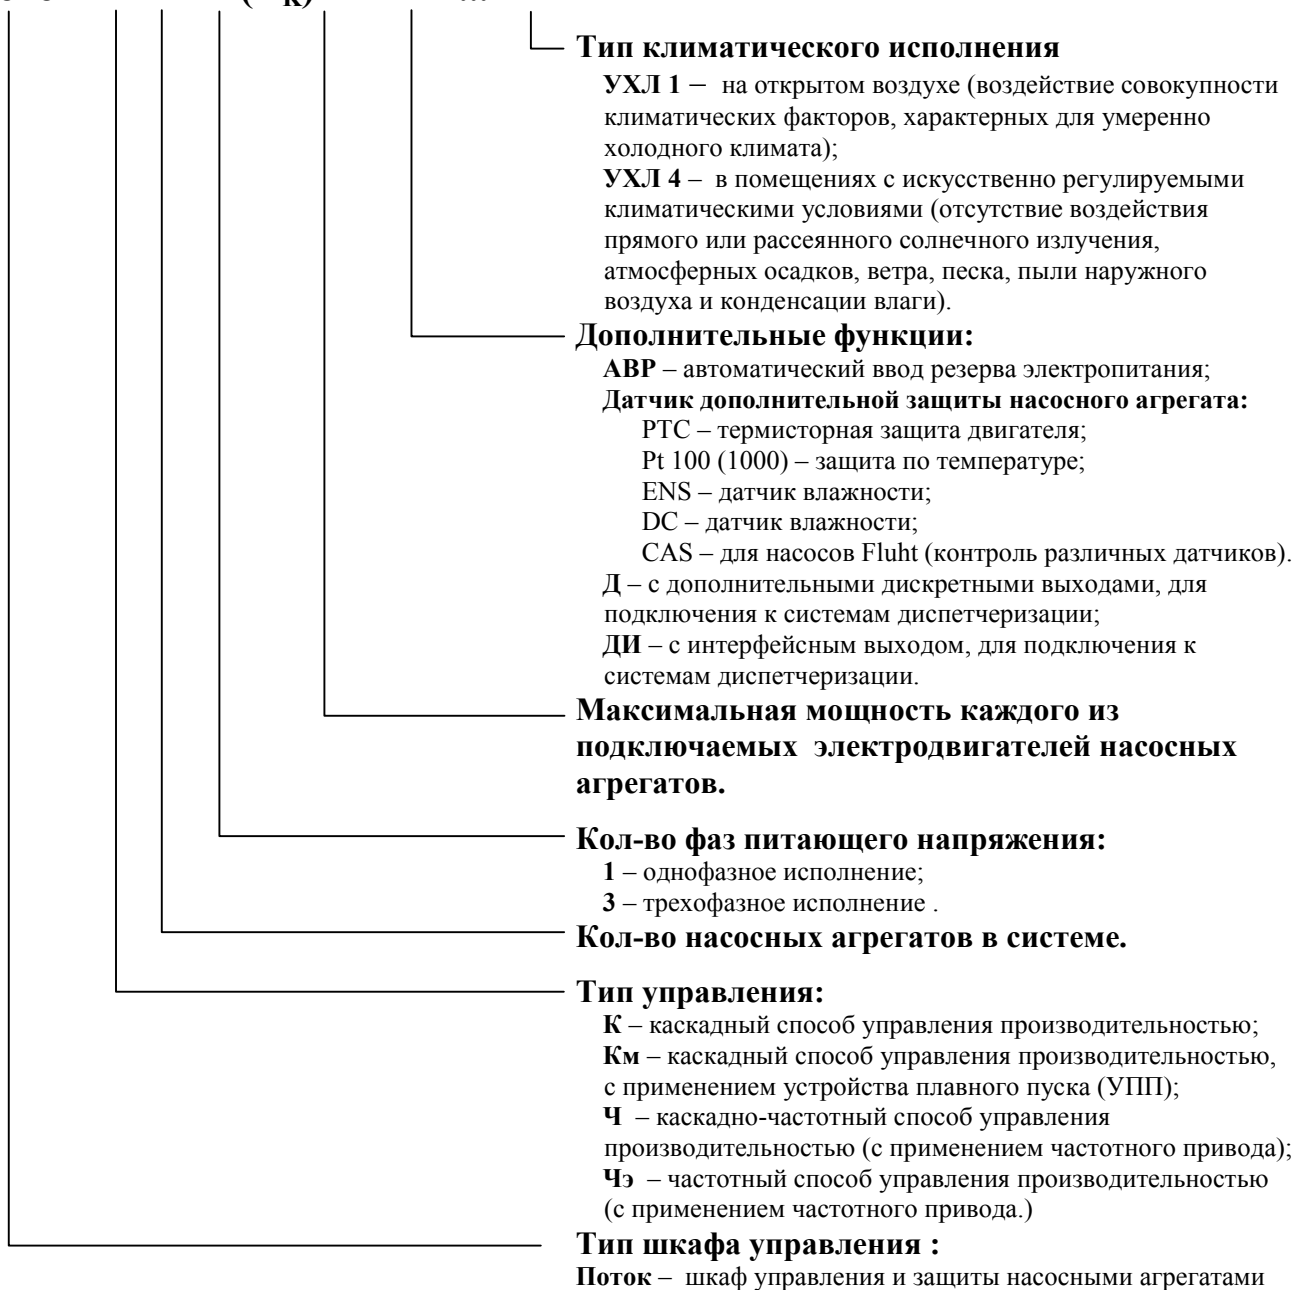 Тип климатического исполнения
УХЛ 1 – на открытом воздухе (воздействие совокупности
климатических факторов, характерных для умеренно
холодного климата);
УХЛ 4 – в помещениях с искусственно регулируемыми
климатическими условиями (отсутствие воздействия
прямого или рассеянного солнечного излучения,
атмосферных осадков, ветра, песка, пыли наружного
воздуха и конденсации влаги).
Дополнительные функции:
АВР – автоматический ввод резерва электропитания;
Датчик дополнительной защиты насосного агрегата:
PTC – термисторная защита двигателя;
Pt 100 (1000) – защита по температуре;
ENS – датчик влажности;
DC – датчик влажности;
CAS – для насосов Fluht (контроль различных датчиков).
Д – с дополнительными дискретными выходами, для
подключения к системам диспетчеризации;
ДИ – с интерфейсным выходом, для подключения к
системам диспетчеризации.
Максимальная мощность каждого из
подключаемых электродвигателей насосных
агрегатов.
Кол-во фаз питающего напряжения:
1 – однофазное исполнение;
3 – трехофазное исполнение .
Кол-во насосных агрегатов в системе.
Тип управления:
К – каскадный способ управления производительностью;
Км – каскадный способ управления производительностью,
с применением устройства плавного пуска (УПП);
Ч – каскадно-частотный способ управления
производительностью (с применением частотного привода);
Чэ – частотный способ управления производительностью
(с применением частотного привода.)
Тип шкафа управления :
Поток – шкаф управления и защиты насосными агрегатами